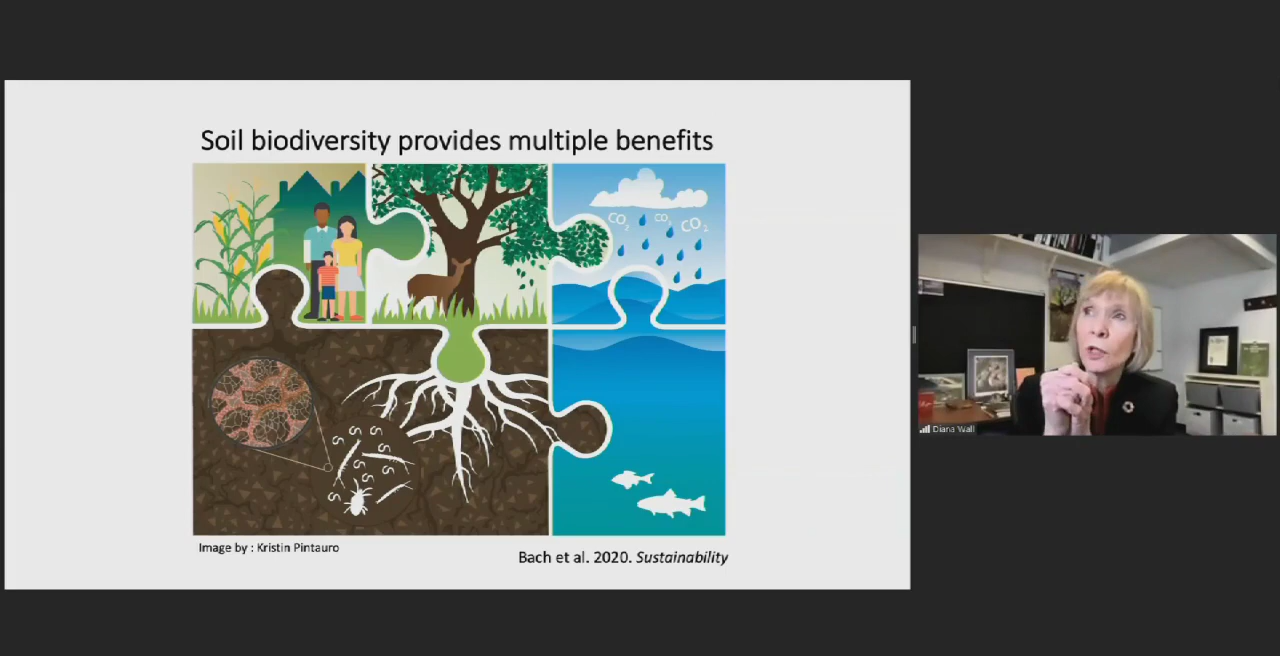 Soil biodiversity provides multiple benefits
CO2 CO2 CO2
Image by : Kristin Pintauro
Bach et al. 2020. Sustainability
Diana Wall